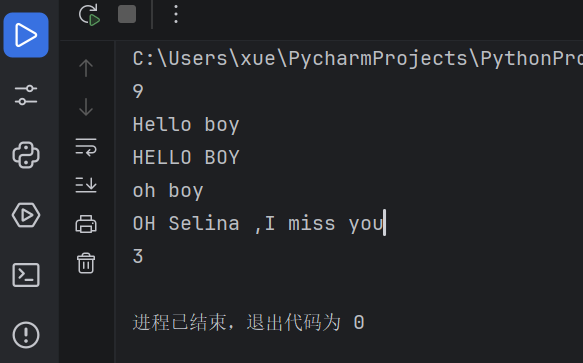 C:\Users\xue\PycharmProjects\PythonPro
9
Hello boy
HELLO BOY
oh boy
OH Selina ,I miss you
3
进程已结束，退出代码为 0